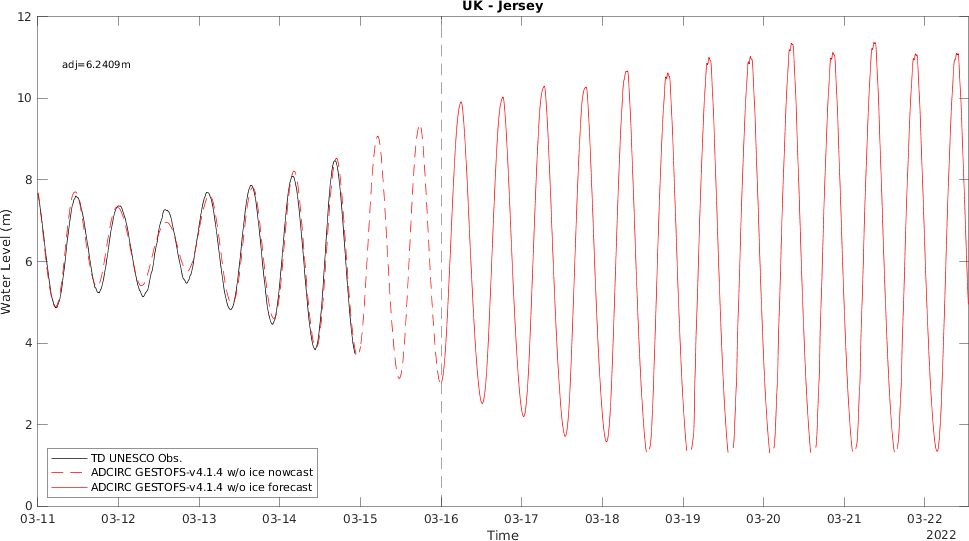 UK - Jersey
12
adj=6.2409m
10
8
6
4
2
0
Water Level (m)
TD UNESCO Obs.
ADCIRC GESTOFS-v4.1.4 w/o ice nowcast
ADCIRC GESTOFS-v4.1.4 w/o ice forecast
03-11 03-12 03-13 03-14 03-15 03-16 03-17 03-18 03-19 03-20 03-21 03-22
Time
2022